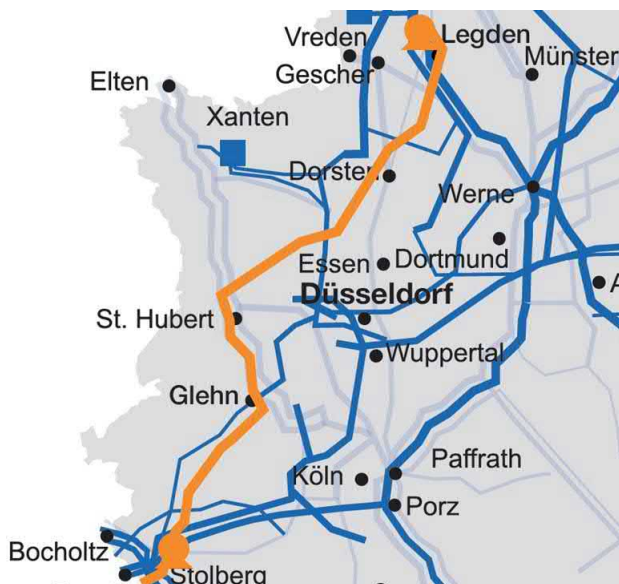 Vreden
Legden
Gescher
Münster
Elten
Xanten
Dorsten
Werne
Essen
Dortmund
Düsseldorf
A
St. Hubert
Wuppertal
Glehn
Köln
Paffrath
Porz
Bocholtz
Stolberg